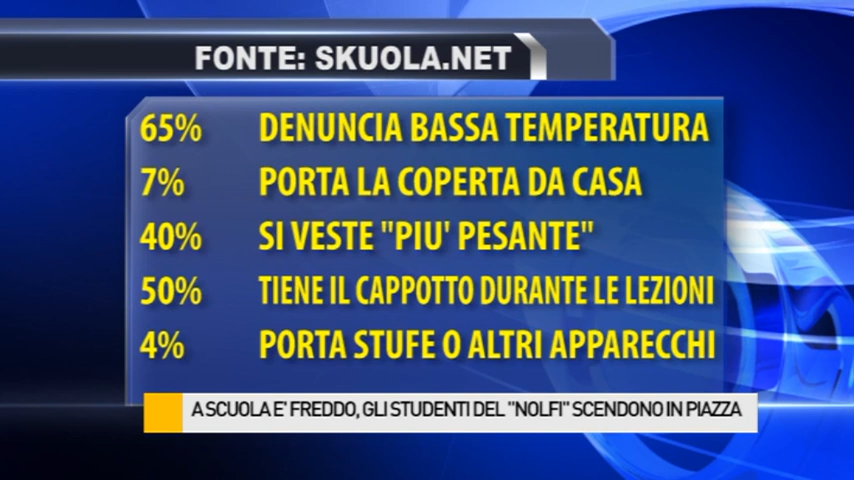 FONTE: SKUOLA.NET
65% DENUNCIA BASSA TEMPERATURA
7% PORTA LA COPERTA DA CASA
40% SI VESTE "PIU' PESANTE"
50% TIENE IL CAPPOTTO DURANTE LE LEZIONI
4% PORTA STUFE O ALTRI APPARECCHI
A SCUOLA E' FREDDO, GLI STUDENTI DEL "NOLFI" SCENDONO IN PIAZZA